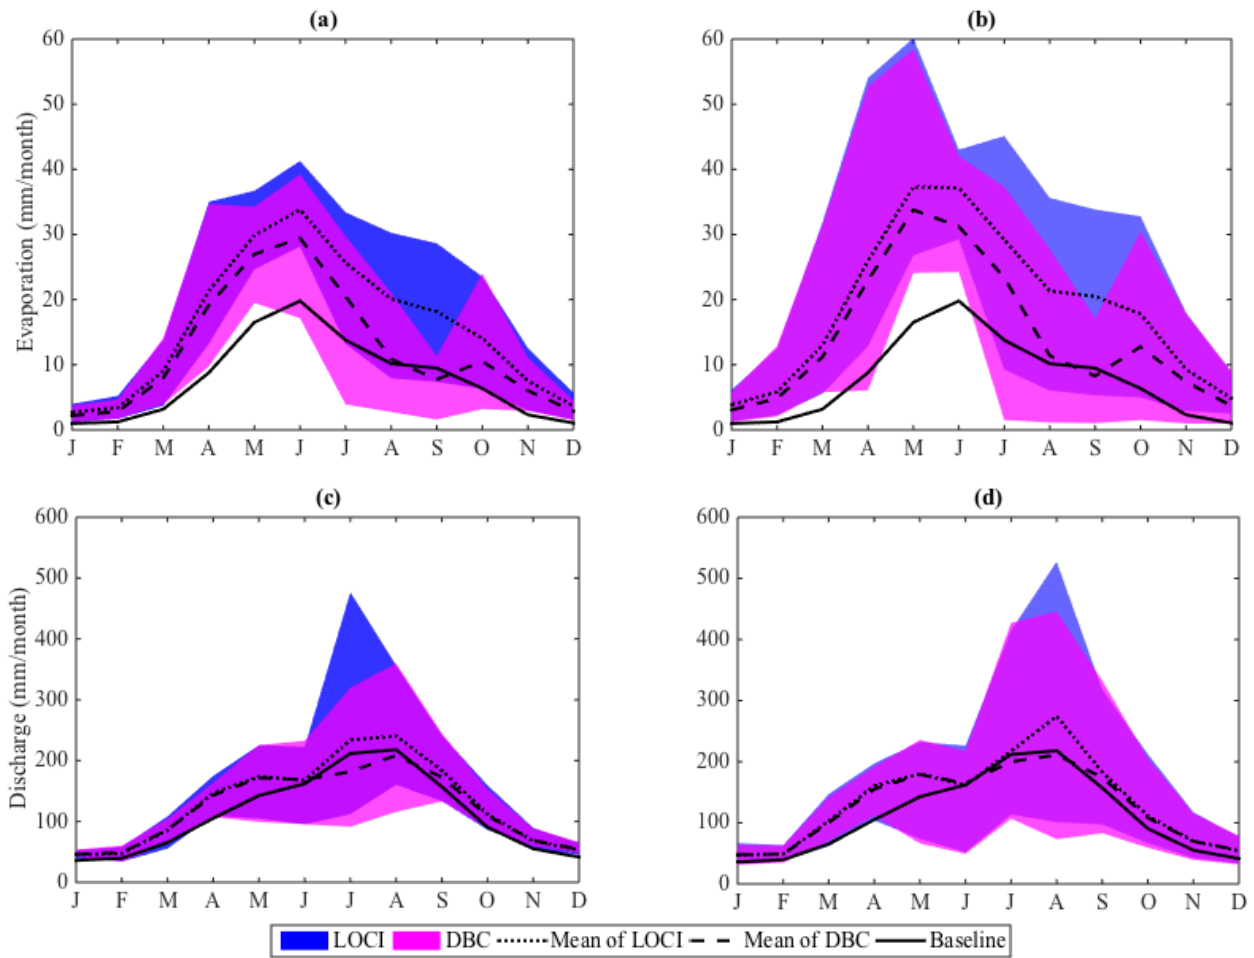 (a)
(b)
Evaporation (mm/month)
60
50
40
30
20
10
0
J F M A M J J A S O N D
60
50
40
30
20
10
0
J F M A M J J A S O N D
(c)
(d)
Discharge (mm/month)
600
500
400
300
200
100
0
J F M A M J J A S O N D
600
500
400
300
200
100
0
J F M A M J J A S O N D
LOCI DBC Mean of LOCI Mean of DBC Baseline